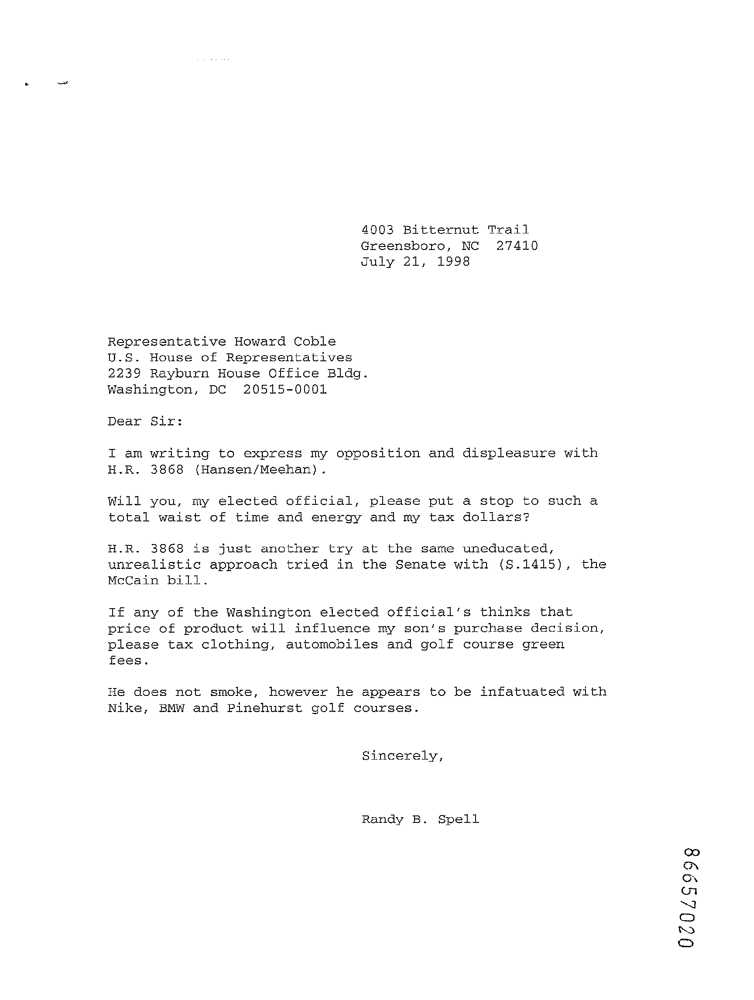 4003 Bitternut Trail
Greensboro, NC 27410
July 21, 1998
Representative Howard Coble
U.S. House of Representatives
2239 Rayburn House Office Bldg.
Washington, DC 20515-0001
Dear Sir:
I am writing to express my opposition and displeasure with
H.R. 3868 (Hansen/Meehan).
Will you, my elected official, please put a stop to such a
total waist of time and energy and my tax dollars?
H.R. 3868 is just another try at the same uneducated,
unrealistic approach tried in the Senate with (S.1415), the
McCain bill.
If any of the Washington elected official's thinks that
price of product will influence my son's purchase decision,
please tax clothing, automobiles and golf course green
fees.
He does not smoke, however he appears to be infatuated with
Nike, BMW and Pinehurst golf courses.
Sincerely,
Randy B. Spell
86657020